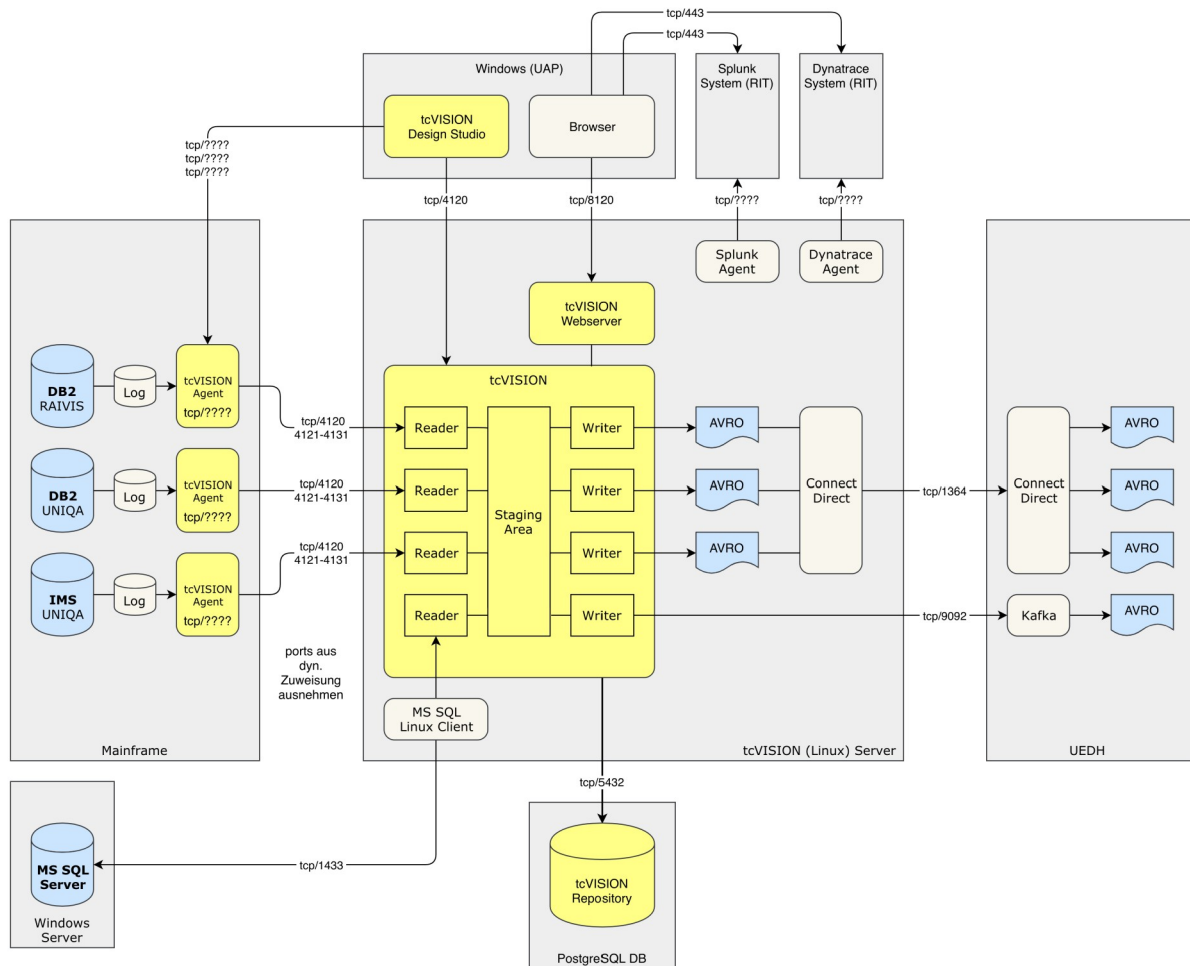 tcp/443
tcp/443
Windows (UAP)
Splunk
System (RIT)
Dynatrace
System (RIT)
tcVISION
Design Studio
Browser
tcp/????
tcp/????
tcp/????
tcp/4120
tcp/8120
tcp/????
tcp/????
Splunk
Agent
Dynatrace
Agent
tcVISION
Webserver
DB2
RAIVIS
Log
tcVISION
Agent
tcp/????
tcp/4120
4121-4131
tcVISION
Reader
Writer
AVRO
AVRO
DB2
UNIQA
Log
tcVISION
Agent
tcp/????
tcp/4120
4121-4131
Reader
Staging
Area
Writer
AVRO
Connect
Direct
tcp/1364
Connect
Direct
AVRO
IMS
UNIQA
Log
tcVISION
Agent
tcp/????
tcp/4120
4121-4131
Reader
Writer
AVRO
AVRO
Reader
Writer
tcp/9092
Kafka
AVRO
ports aus
dyn.
Zuweisung
ausnehmen
MS SQL
Linux Client
Mainframe
tcVISION (Linux) Server
UEDH
tcp/5432
MS SQL
Server
tcp/1433
Windows
Server
tcVISION
Repository
PostgreSQL DB